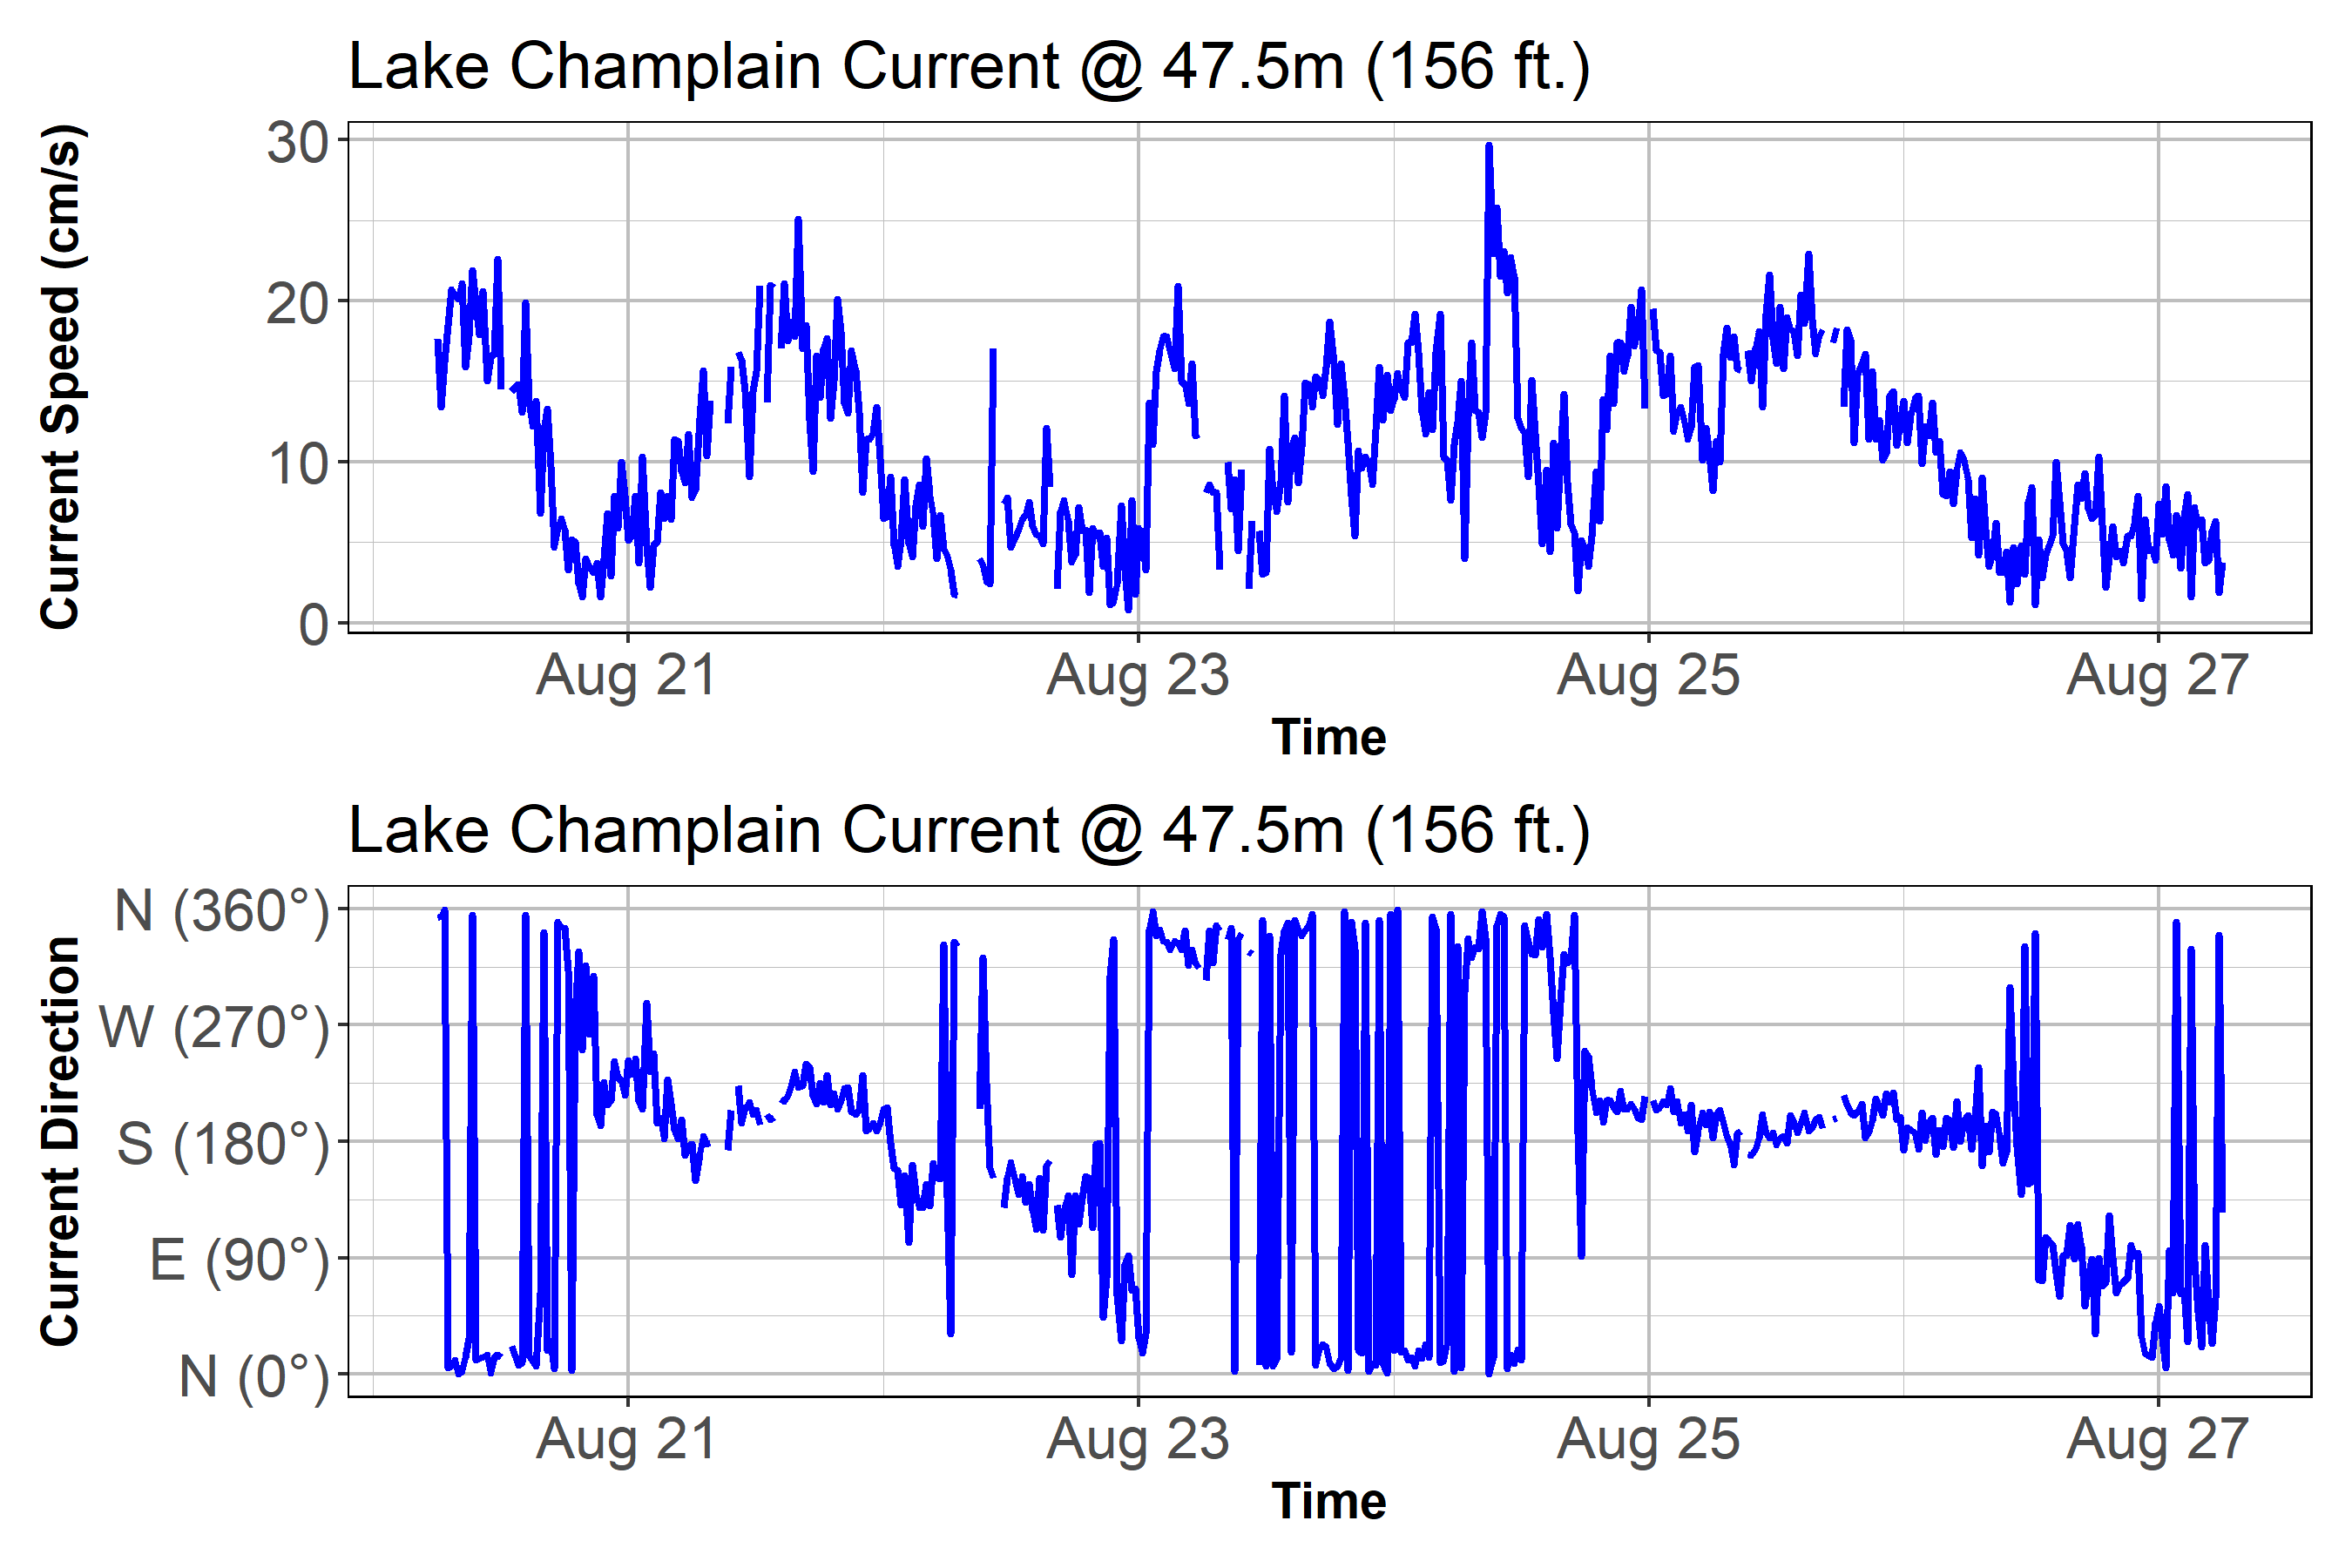 Lake Champlain Current @ 47.5m (156 ft.)
Current Speed (cm/s)
30
20
10
0
Aug 21
Aug 23
Aug 25
Aug 27
Time
Lake Champlain Current @ 47.5m (156 ft.)
Current Direction
N (360°)
W (270°)
S (180°)
E (90°)
N (0°)
Aug 21
Aug 23
Aug 25
Aug 27
Time